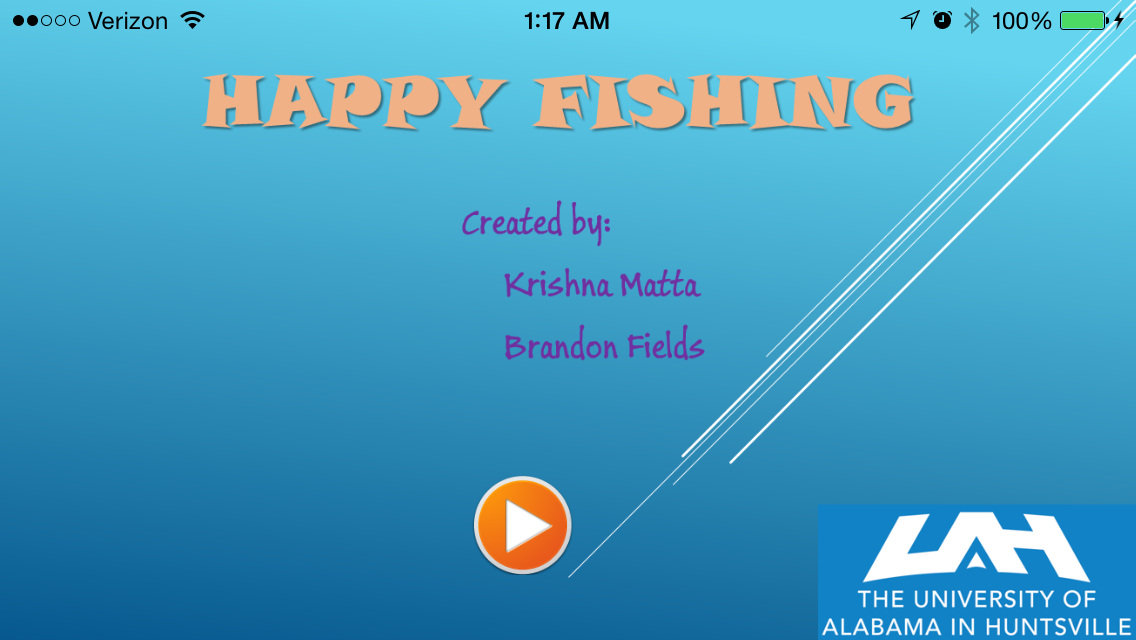 Verizon 1:17 AM 100%
HAPPY FISHING
Created by:
Krishna Matta
Brandon Fields
UAH
THE UNIVERSITY OF
ALABAMA IN HUNTSVILLE